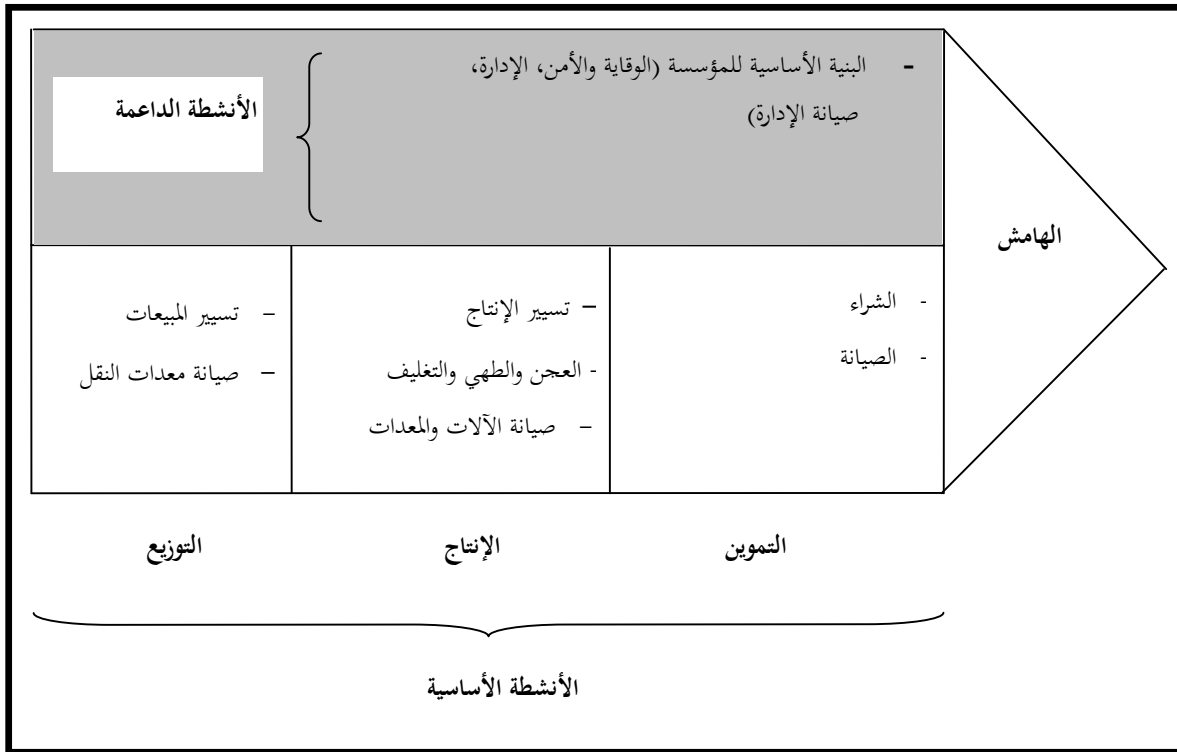 - البنية الأساسية للمؤسسة (الوقاية والأمن، الإدارة،
صيانة الإدارة)
الأنشطة الداعمة
الهامش
- الشراء
- الصيانة
– تسيير الإنتاج
- العجن والطهي والتغليف
– صيانة الآلات والمعدات
– تسيير المبيعات
– صيانة معدات النقل
التموين
الإنتاج
التوزيع
الأنشطة الأساسية